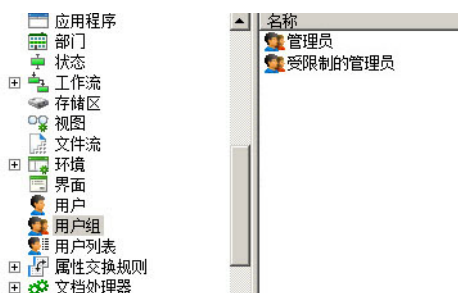 应用程序
部门
状态
工作流
存储区
视图
文件流
环境
界面
用户
用户组
用户列表
属性交换规则
文档处理器
名称
管理员
受限制的管理员